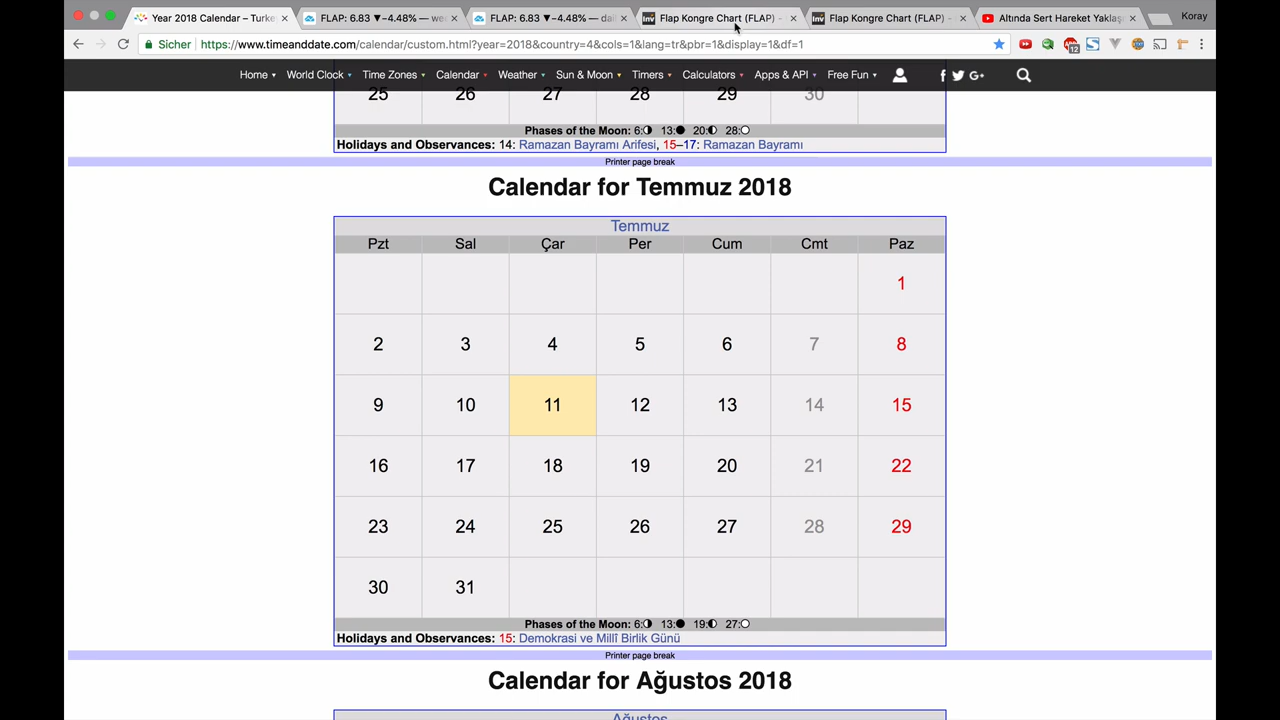 Year 2018 Calendar – Turke
FLAP: 6.83 ▼−4.48% — we
FLAP: 6.83 ▼−4.48% — dai
Flap Kongre Chart (FLAP) –
Flap Kongre Chart (FLAP) –
Altında Sert Hareket Yaklaş
Koray
Sicher https://www.timeanddate.com/calendar/custom.html?year=2018&country=4&cols=1&lang=tr&pbr=1&display=1&df=1
12
Home World Clock Time Zones Calendar Weather Sun & Moon Timers Calculators Apps & API Free Fun
25 26 27 28 29 30
Phases of the Moon: 6: 13: 20: 28:
Holidays and Observances: 14: Ramazan Bayramı Arifesi, 15–17: Ramazan Bayramı
Printer page break
Calendar for Temmuz 2018
Temmuz
Pzt Sal Çar Per Cum Cmt Paz
1
2 3 4 5 6 7 8
9 10 11 12 13 14 15
16 17 18 19 20 21 22
23 24 25 26 27 28 29
30 31
Phases of the Moon: 6: 13: 19: 27:
Holidays and Observances: 15: Demokrasi ve Millî Birlik Günü
Printer page break
Calendar for Ağustos 2018
Ağustos